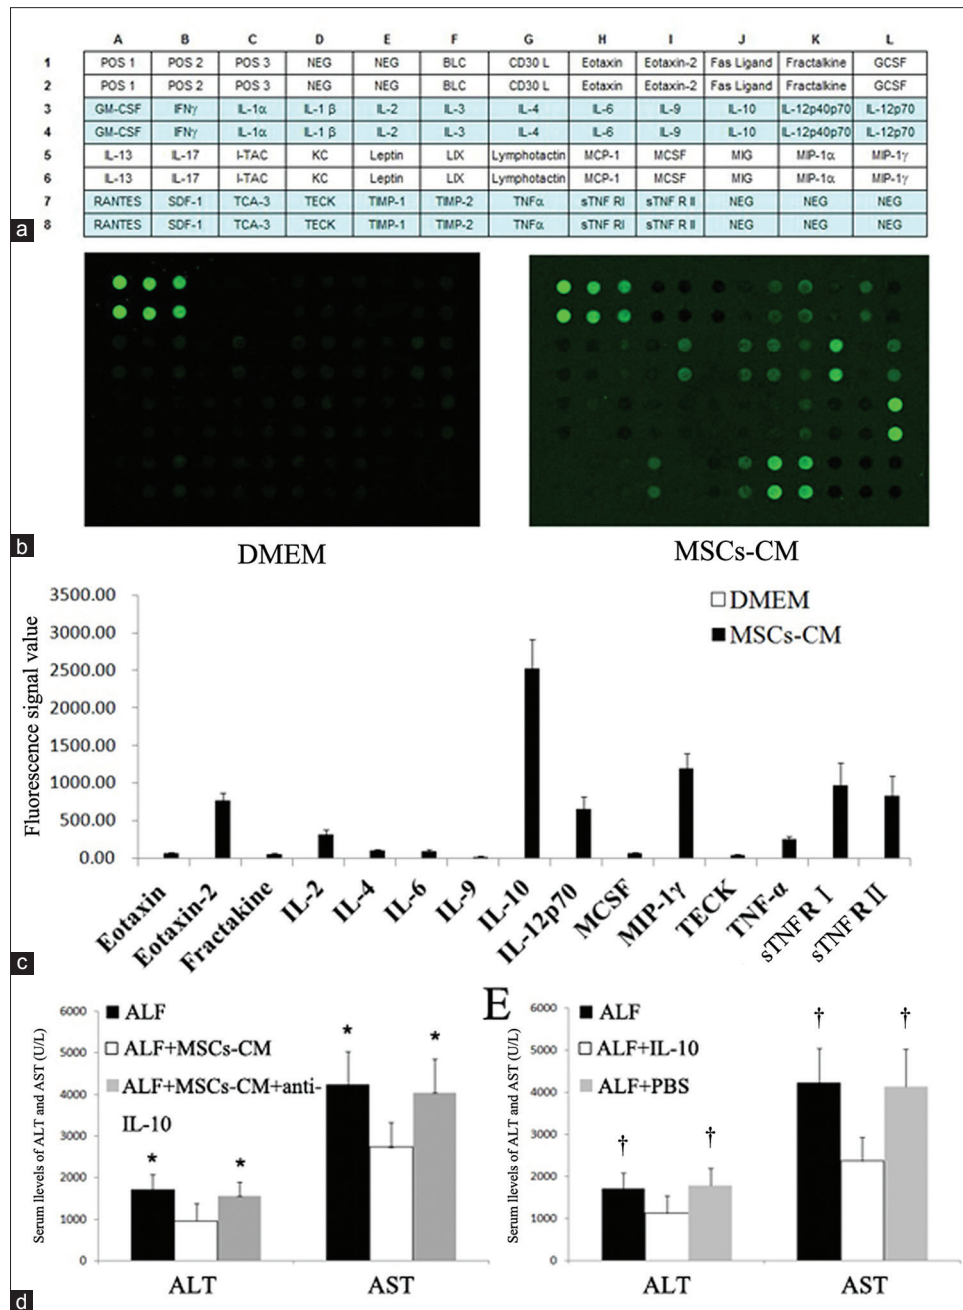 A B C D E F G H I J K L
1 POS 1 POS 2 POS 3 NEG NEG BLC CD30 L Eotaxin Eotaxin-2 Fas Ligand Fractalkine GCSF
2 POS 1 POS 2 POS 3 NEG NEG BLC CD30 L Eotaxin Eotaxin-2 Fas Ligand Fractalkine GCSF
3 GM-CSF IFNγ IL-1α IL-1 β IL-2 IL-3 IL-4 IL-6 IL-9 IL-10 IL-12p40p70 IL-12p70
4 GM-CSF IFNγ IL-1α IL-1 β IL-2 IL-3 IL-4 IL-6 IL-9 IL-10 IL-12p40p70 IL-12p70
5 IL-13 IL-17 I-TAC KC Leptin LIX Lymphotactin MCP-1 MCSF MIG MIP-1α MIP-1γ
6 IL-13 IL-17 I-TAC KC Leptin LIX Lymphotactin MCP-1 MCSF MIG MIP-1α MIP-1γ
7 RANTES SDF-1 TCA-3 TECK TIMP-1 TIMP-2 TNFα sTNF RI sTNF R II NEG NEG NEG
8 RANTES SDF-1 TCA-3 TECK TIMP-1 TIMP-2 TNFα sTNF RI sTNF R II NEG NEG NEG
a
b
DMEM MSCs-CM
Fluorescence signal value
3500.00
3000.00
2500.00
2000.00
1500.00
1000.00
500.00
0.00
DMEM
MSCs-CM
Eotaxin Eotaxin-2 Fractakine IL-2 IL-4 IL-6 IL-9 IL-10 IL-12p70 MCSF MIP-1γ TECK TNF-α sTNF R I sTNF R II
c
Serum llevels of ALT and AST (U/L)
6000
5000
4000
3000
2000
1000
0
ALF
ALF+MSCs-CM
ALF+MSCs-CM+anti-
IL-10
* * * *
ALT AST
E
Serum llevels of ALT and AST (U/L)
6000
5000
4000
3000
2000
1000
0
ALF
ALF+IL-10
ALF+PBS
† † † †
ALT AST
d